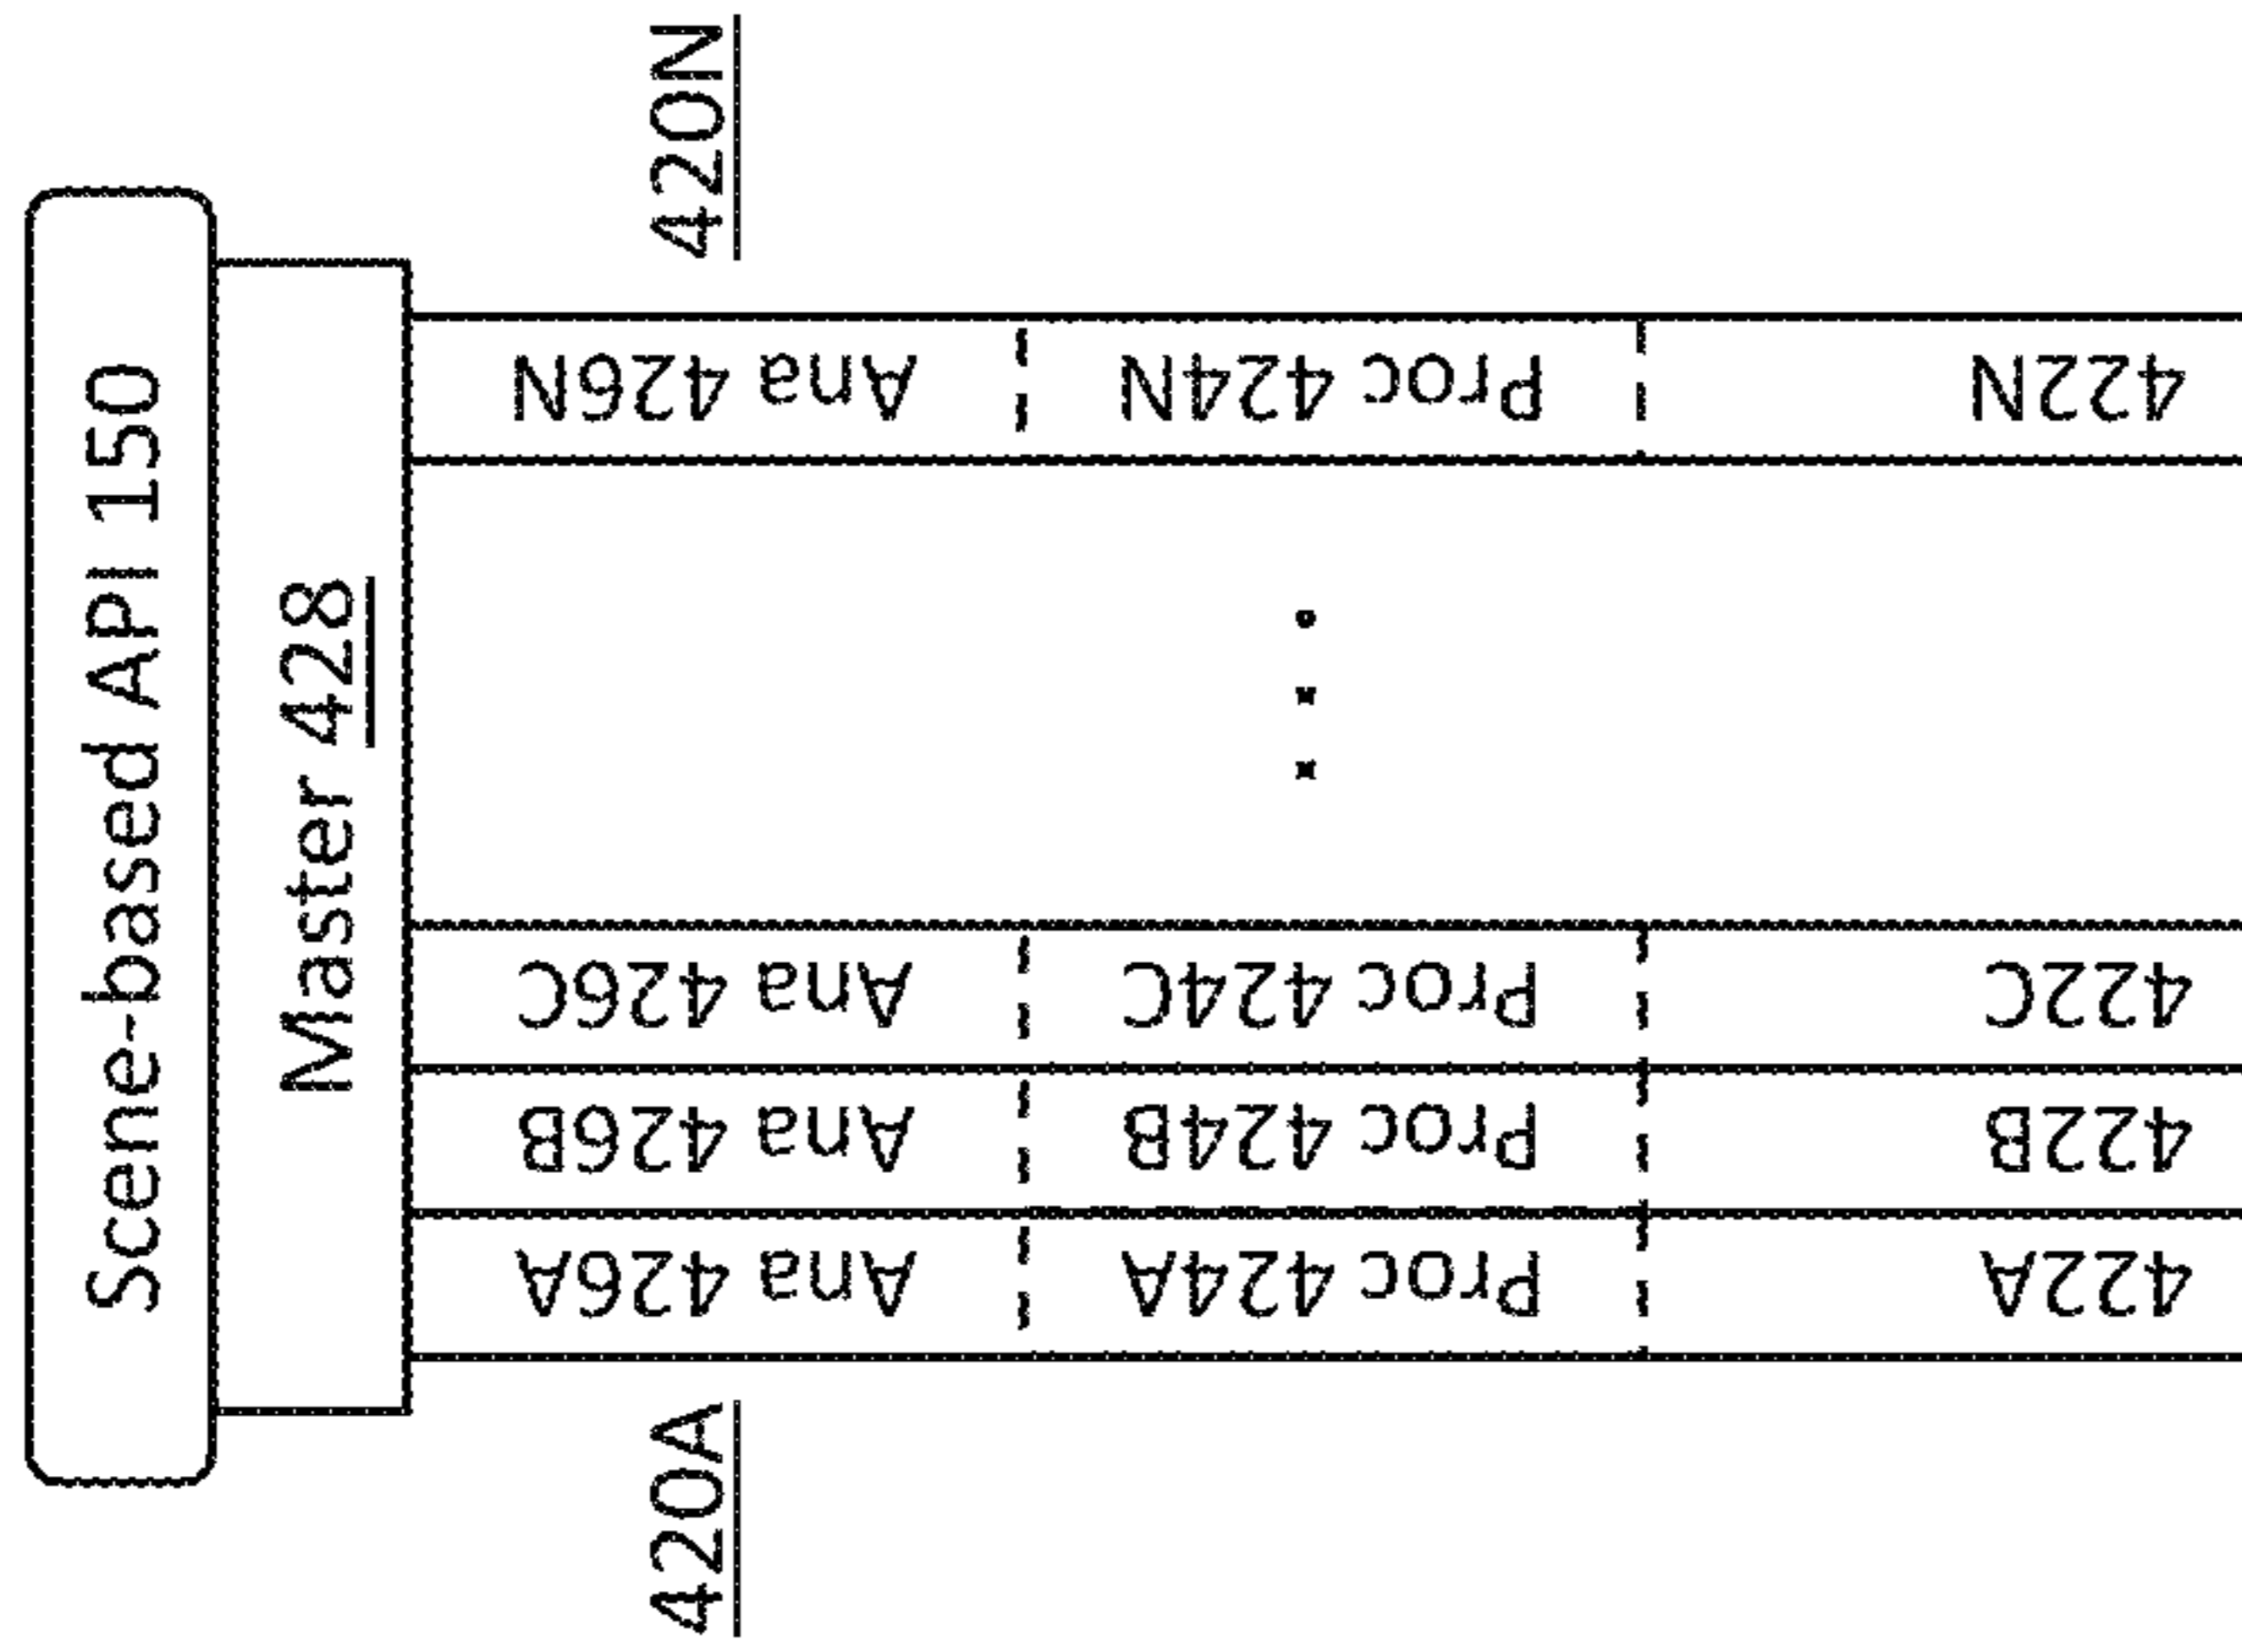 Scene-based API 150
Master 428
420A
420N
Ana 426A
Proc 424A
422A
Ana 426B
Proc 424B
422B
Ana 426C
Proc 424C
422C
Ana 426N
Proc 424N
422N